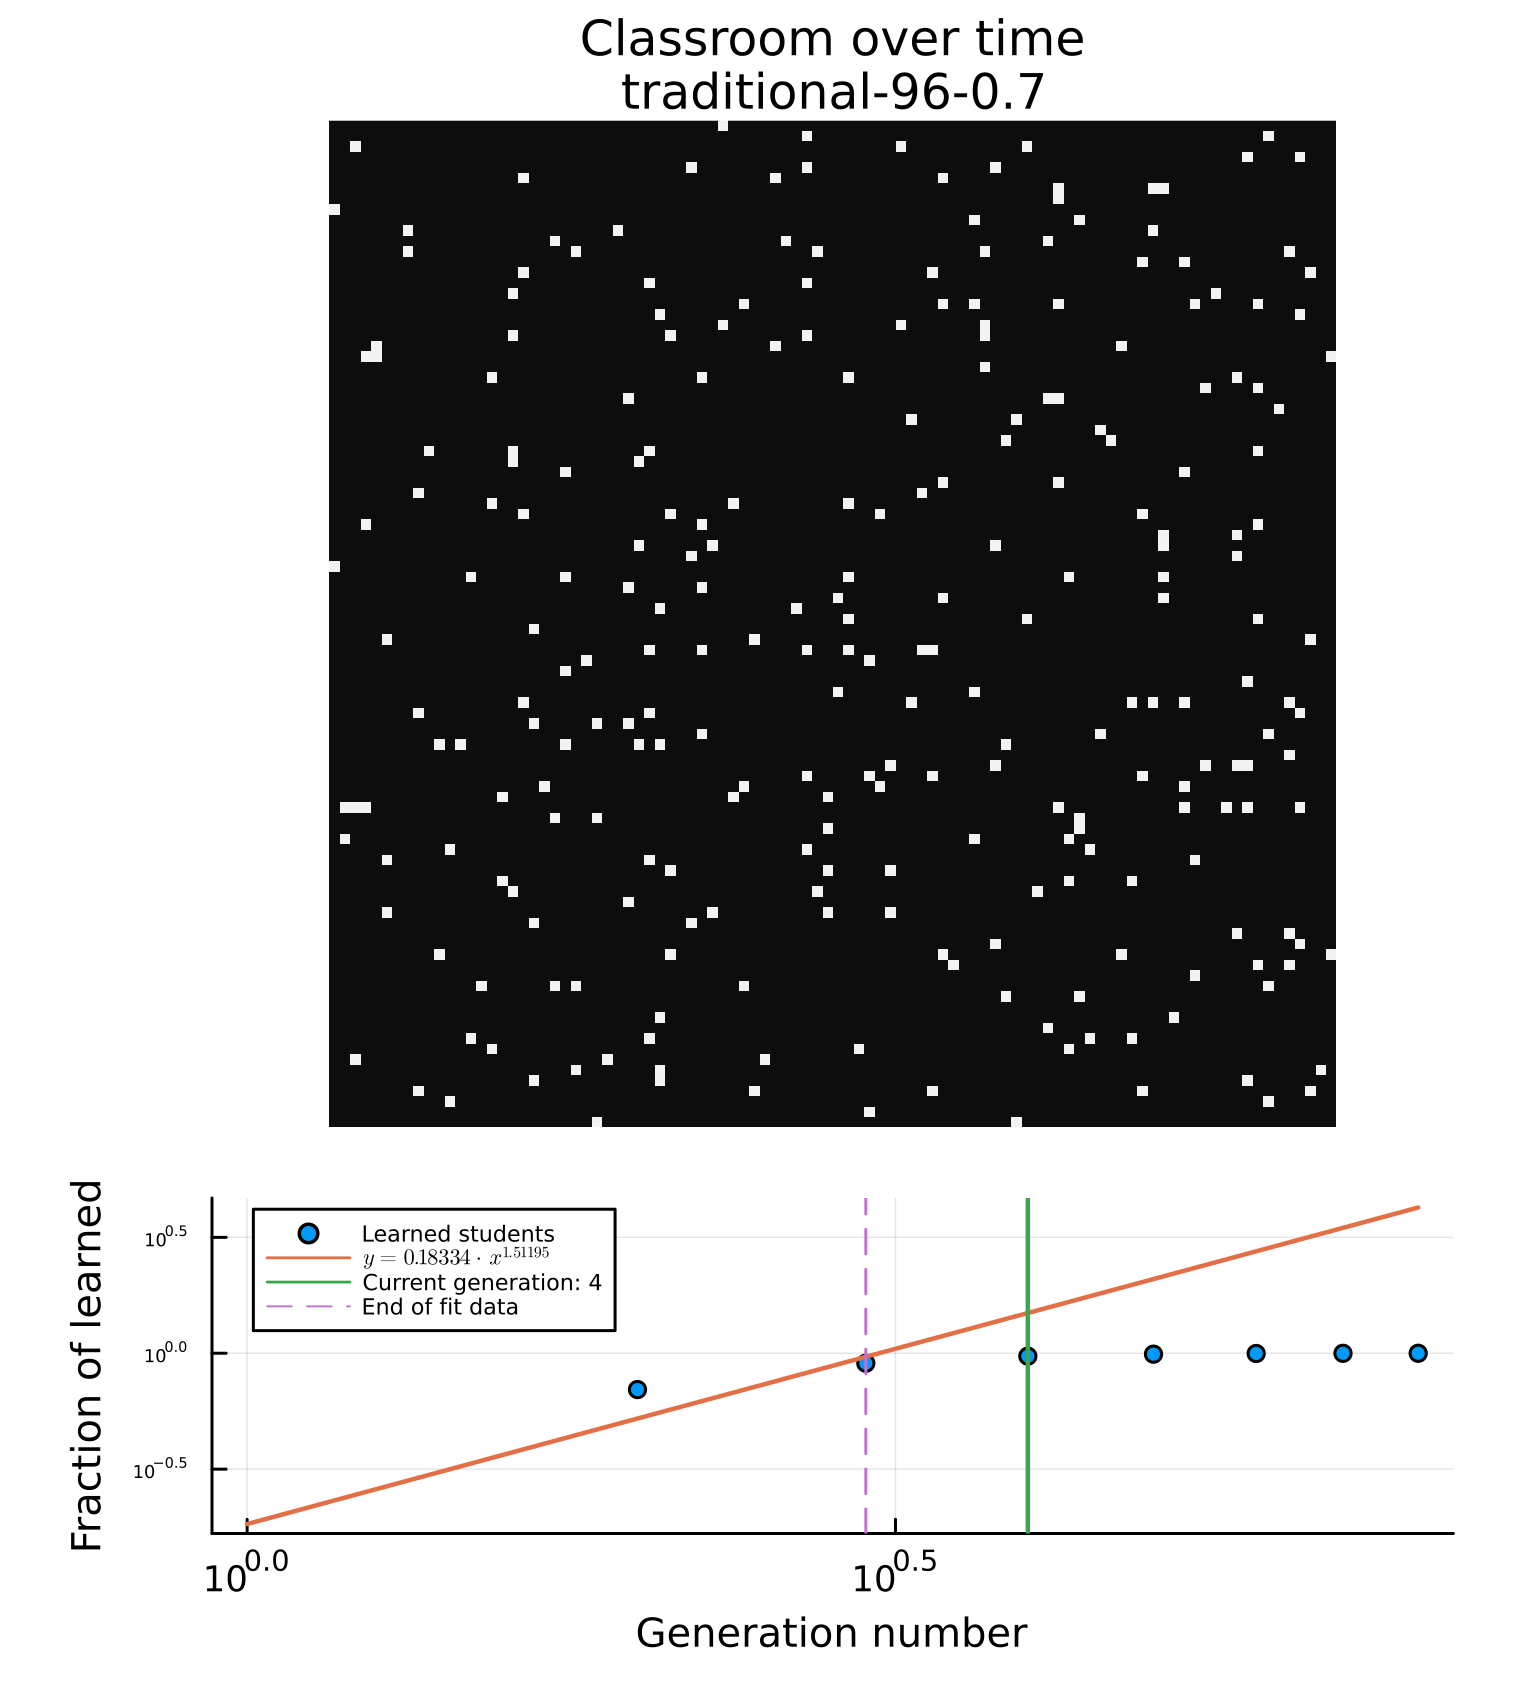 Classroom over time
traditional-96-0.7
Fraction of learned
10^0.5
10^0.0
10^−0.5
Learned students
y = 0.18334 · x^1.51195
Current generation: 4
End of fit data
10^0.0
10^0.5
Generation number